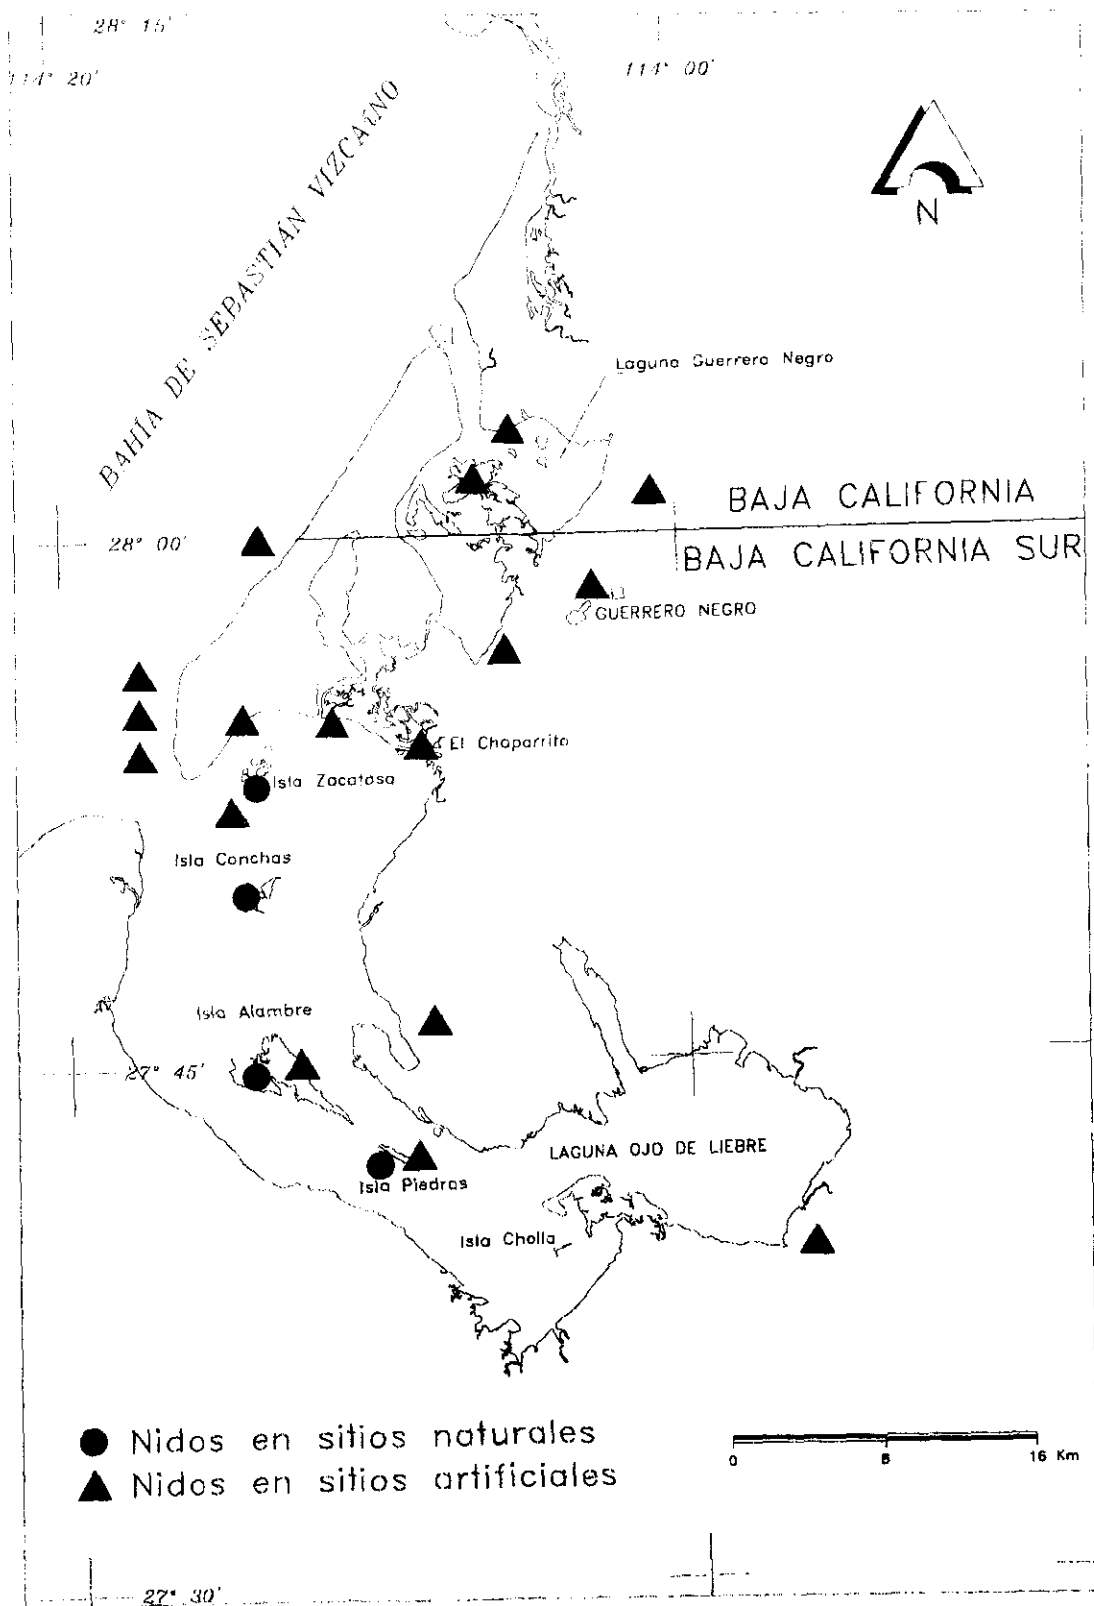 28° 15'
114° 20'
114° 00'
BAHÍA DE SEBASTIÁN VIZCAíNO
N
Laguna Guerrero Negro
BAJA CALIFORNIA
28° 00'
BAJA CALIFORNIA SUR
GUERRERO NEGRO
El Chaparrito
Isla Zacatosa
Isla Conchas
Isla Alambre
27° 45'
LAGUNA OJO DE LIEBRE
Isla Piedras
Isla Cholla
Nidos en sitios naturales
Nidos en sitios artificiales
0 8 16 Km
27° 30'